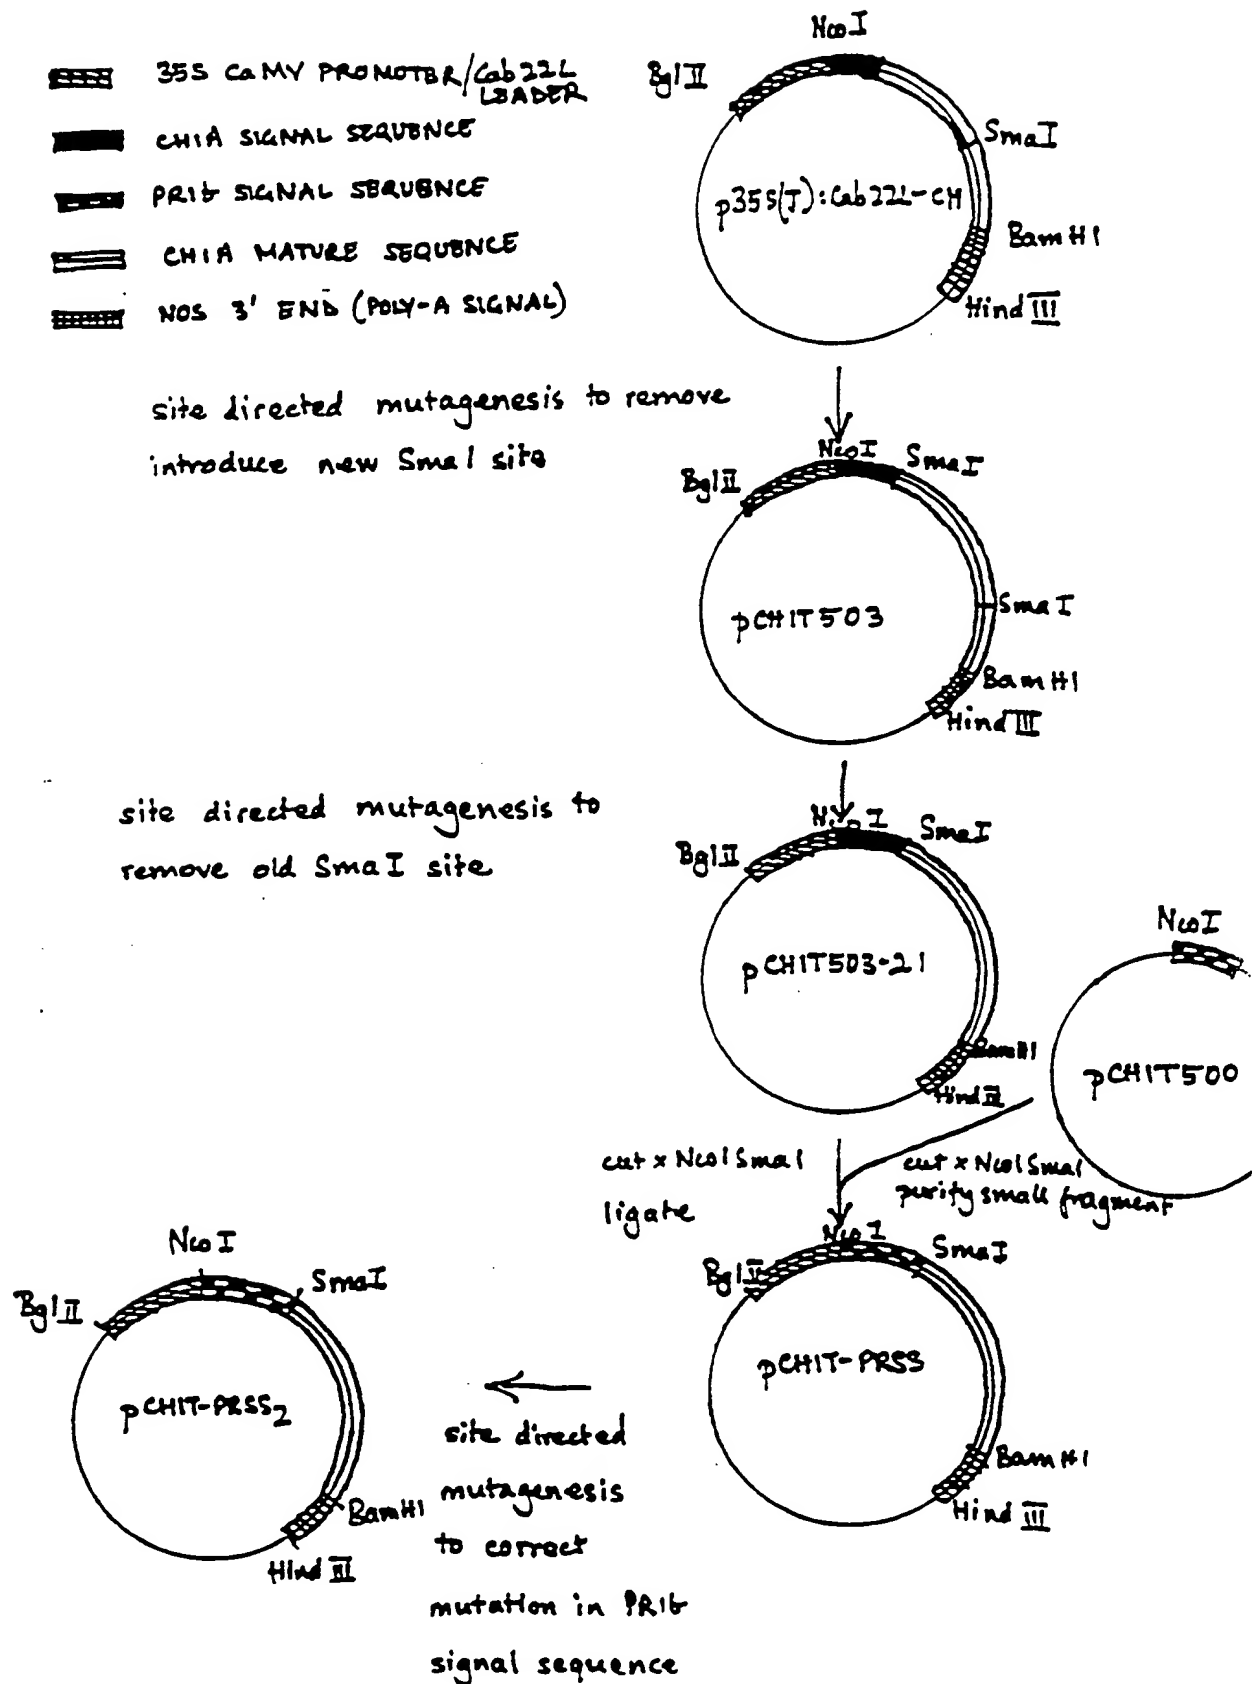 35S CaMV PROMOTER/Cab22L
LEADER
CHIA SIGNAL SEQUENCE
PR1b SIGNAL SEQUENCE
CHIA MATURE SEQUENCE
NOS 3' END (POLY-A SIGNAL)
NcoI
BglII
SmaI
p35S(J):Cab22L-CH
BamHI
HindIII
site directed mutagenesis to remove
introduce new SmaI site
NcoI
SmaI
BglII
pCHIT503
SmaI
BamHI
HindIII
site directed mutagenesis to
remove old SmaI site
NcoI
SmaI
BglII
pCHIT503-21
BamHI
HindIII
NcoI
pCHIT500
cut x NcoI SmaI
ligate
cut x NcoI SmaI
purify small fragment
NcoI
SmaI
BglII
pCHIT-PRSS
BamHI
HindIII
site directed
mutagenesis
to correct
mutation in PR1b
signal sequence
NcoI
SmaI
BglII
pCHIT-PRSS2
BamHI
HindIII